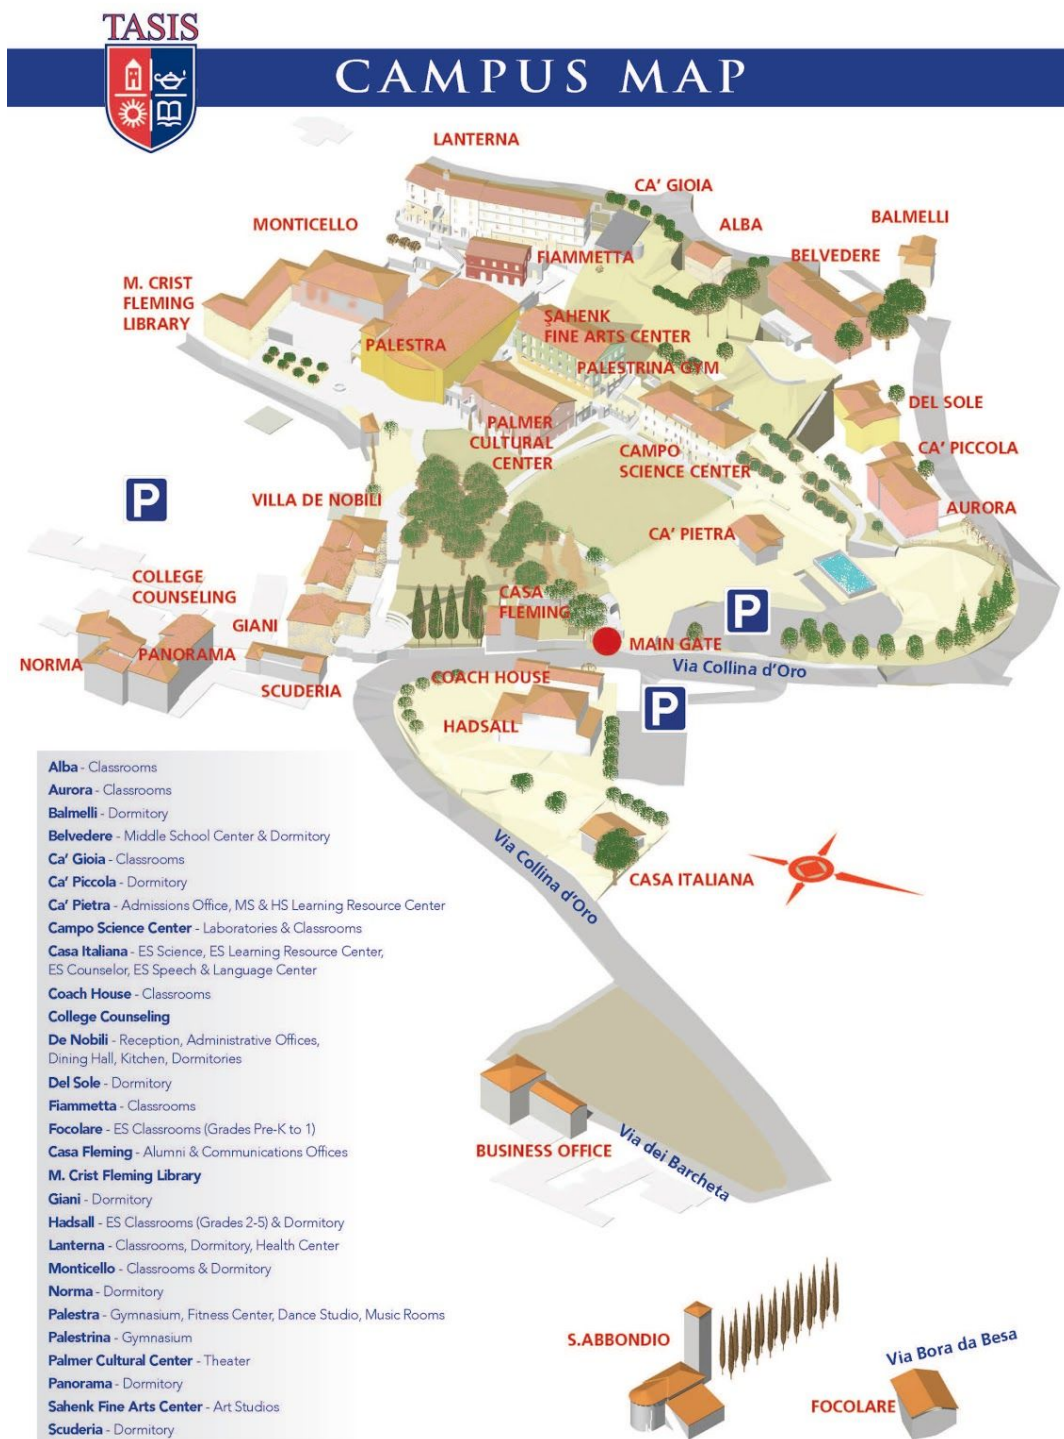 TASIS
CAMPUS MAP
LANTERNA
CA' GIOIA
MONTICELLO
ALBA
BALMELLI
FIAMMETTA
BELVEDERE
M. CRIST
FLEMING
LIBRARY
ŞAHENK
FINE ARTS CENTER
PALESTRA
PALESTRINA GYM
DEL SOLE
PALMER
CULTURAL
CENTER
CAMPO
SCIENCE CENTER
CA' PICCOLA
P
VILLA DE NOBILI
AURORA
CA' PIETRA
COLLEGE
COUNSELING
CASA
FLEMING
P
GIANI
NORMA
PANORAMA
MAIN GATE
Via Collina d'Oro
SCUDERIA
COACH HOUSE
P
HADSALL
Via Collina d'Oro
CASA ITALIANA
BUSINESS OFFICE
Via dei Barcheta
S.ABBONDIO
Via Bora da Besa
FOCOLARE
Alba - Classrooms
Aurora - Classrooms
Balmelli - Dormitory
Belvedere - Middle School Center & Dormitory
Ca' Gioia - Classrooms
Ca' Piccola - Dormitory
Ca' Pietra - Admissions Office, MS & HS Learning Resource Center
Campo Science Center - Laboratories & Classrooms
Casa Italiana - ES Science, ES Learning Resource Center,
ES Counselor, ES Speech & Language Center
Coach House - Classrooms
College Counseling
De Nobili - Reception, Administrative Offices,
Dining Hall, Kitchen, Dormitories
Del Sole - Dormitory
Fiammetta - Classrooms
Focolare - ES Classrooms (Grades Pre-K to 1)
Casa Fleming - Alumni & Communications Offices
M. Crist Fleming Library
Giani - Dormitory
Hadsall - ES Classrooms (Grades 2-5) & Dormitory
Lanterna - Classrooms, Dormitory, Health Center
Monticello - Classrooms & Dormitory
Norma - Dormitory
Palestra - Gymnasium, Fitness Center, Dance Studio, Music Rooms
Palestrina - Gymnasium
Palmer Cultural Center - Theater
Panorama - Dormitory
Sahenk Fine Arts Center - Art Studios
Scuderia - Dormitory